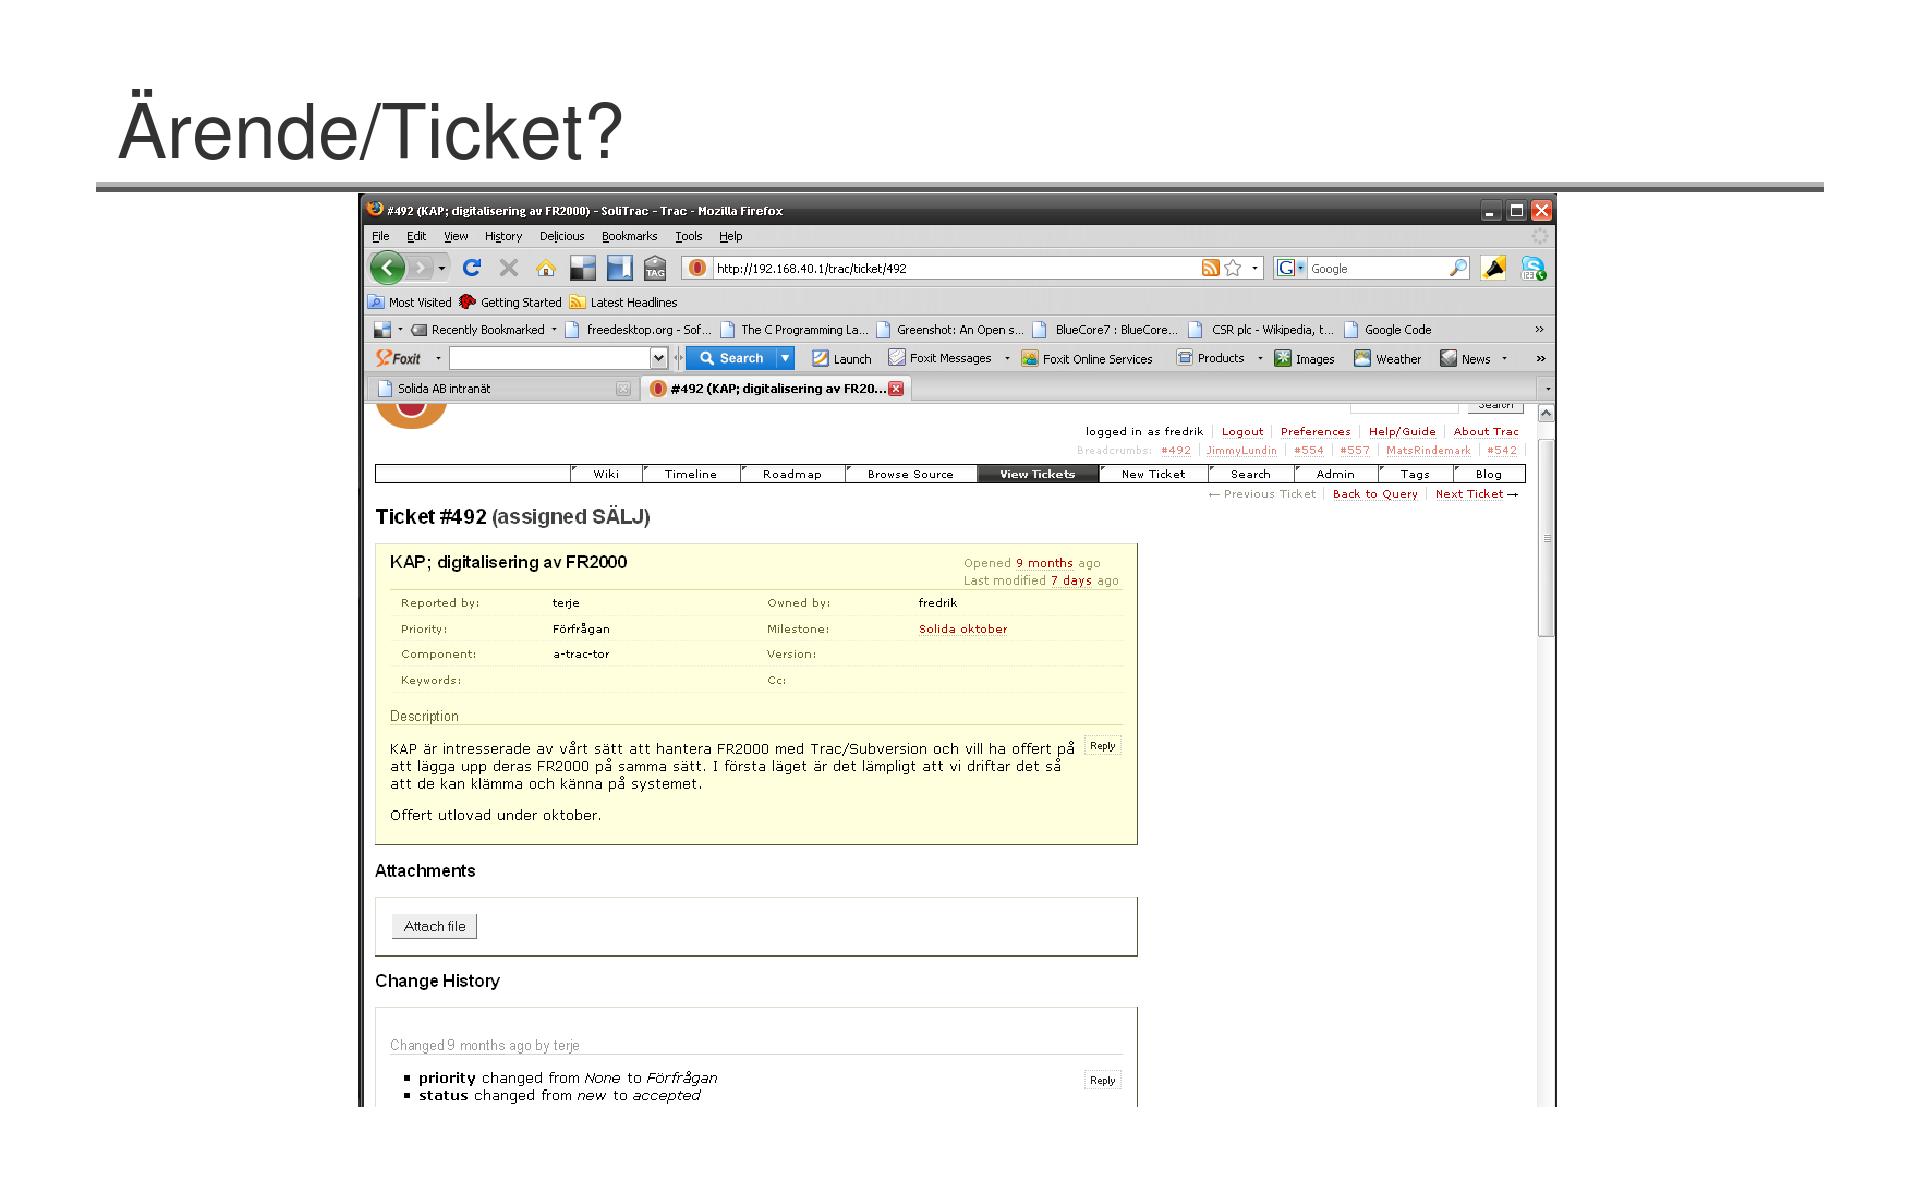 Ärende/Ticket?
#492 (KAP; digitalisering av FR2000) - SoliTrac - Trac - Mozilla Firefox
File Edit View History Delicious Bookmarks Tools Help
TAG http://192.168.40.1/trac/ticket/492 G Google
Most Visited Getting Started Latest Headlines
Recently Bookmarked freedesktop.org - Sof... The C Programming La... Greenshot: An Open s... BlueCore7 : BlueCore... CSR plc - Wikipedia, t... Google Code »
Foxit Search Launch Foxit Messages Foxit Online Services Products Images Weather News »
Solida AB intranät #492 (KAP; digitalisering av FR20...
Search
logged in as fredrik Logout Preferences Help/Guide About Trac
Breadcrumbs: #492 JimmyLundin #554 #557 MatsRindemark #542
Wiki Timeline Roadmap Browse Source View Tickets New Ticket Search Admin Tags Blog
← Previous Ticket Back to Query Next Ticket →
Ticket #492 (assigned SÄLJ)
KAP; digitalisering av FR2000
Opened 9 months ago
Last modified 7 days ago
Reported by: terje Owned by: fredrik
Priority: Förfrågan Milestone: Solida oktober
Component: a-trac-tor Version:
Keywords: Cc:
Description
KAP är intresserade av vårt sätt att hantera FR2000 med Trac/Subversion och vill ha offert på Reply
att lägga upp deras FR2000 på samma sätt. I första läget är det lämpligt att vi driftar det så
att de kan klämma och känna på systemet.
Offert utlovad under oktober.
Attachments
Attach file
Change History
Changed 9 months ago by terje
▪ priority changed from None to Förfrågan Reply
▪ status changed from new to accepted